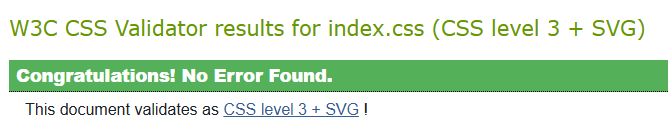 W3C CSS Validator results for index.css (CSS level 3 + SVG)
Congratulations! No Error Found.
This document validates as CSS level 3 + SVG !